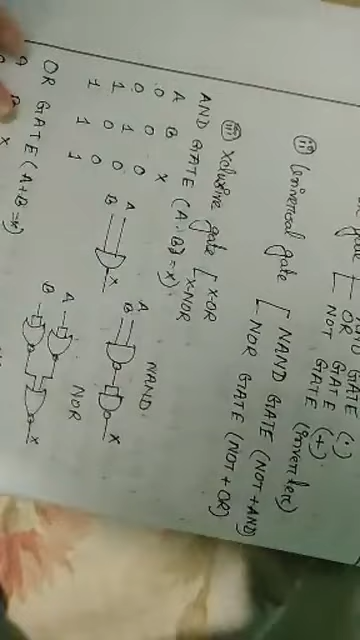 AND GATE (·)
OR GATE (+)
NOT GATE (Inverter)
(ii) Universal gate [ NAND GATE (NOT+AND)
NOR GATE (NOT+OR)
(iii) Xclusive gate [ X-OR
X-NOR
AND GATE (A·B)=x)
A B X
0 0 0
0 1 0
1 0 0
1 1 1
A
B
X
NAND
A
B
X
NOR
A
B
X
OR GATE (A+B=x)